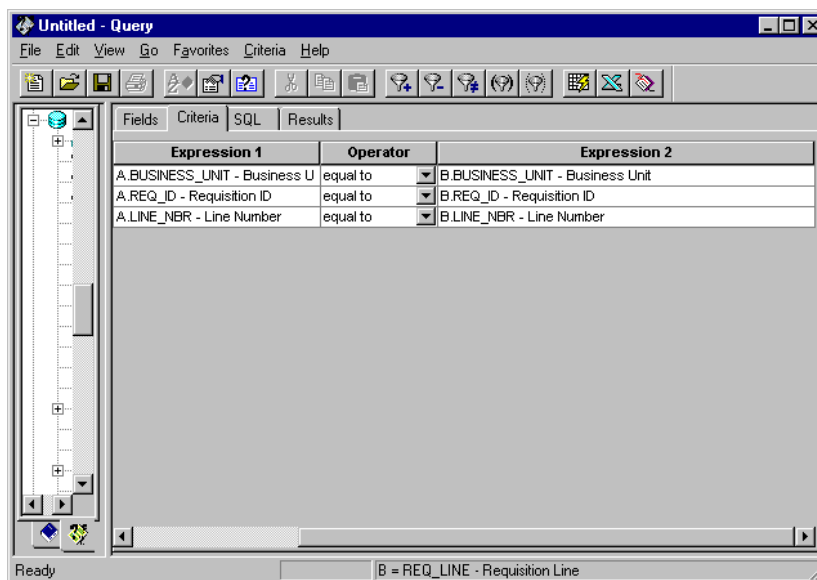 Untitled - Query
File Edit View Go Favorites Criteria Help
Fields Criteria SQL Results
Expression 1 Operator Expression 2
A.BUSINESS_UNIT - Business U equal to B.BUSINESS_UNIT - Business Unit
A.REQ_ID - Requisition ID equal to B.REQ_ID - Requisition ID
A.LINE_NBR - Line Number equal to B.LINE_NBR - Line Number
Ready B = REQ_LINE - Requisition Line